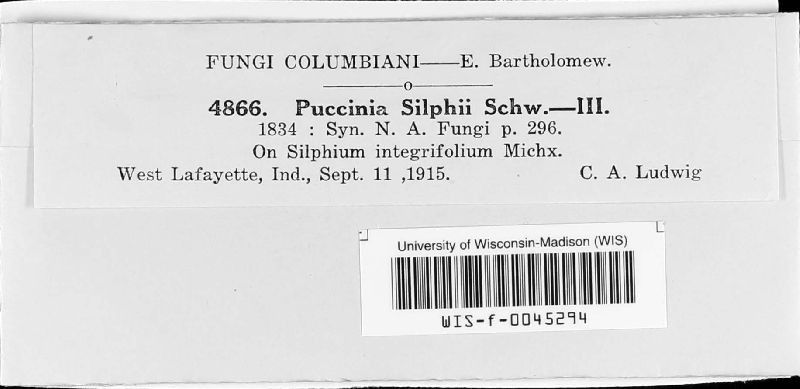 FUNGI COLUMBIANI——E. Bartholomew.
4866. Puccinia Silphii Schw.—III.
1834 : Syn. N. A. Fungi p. 296.
On Silphium integrifolium Michx.
West Lafayette, Ind., Sept. 11 ,1915. C. A. Ludwig
University of Wisconsin-Madison (WIS)
WIS-f-0045294